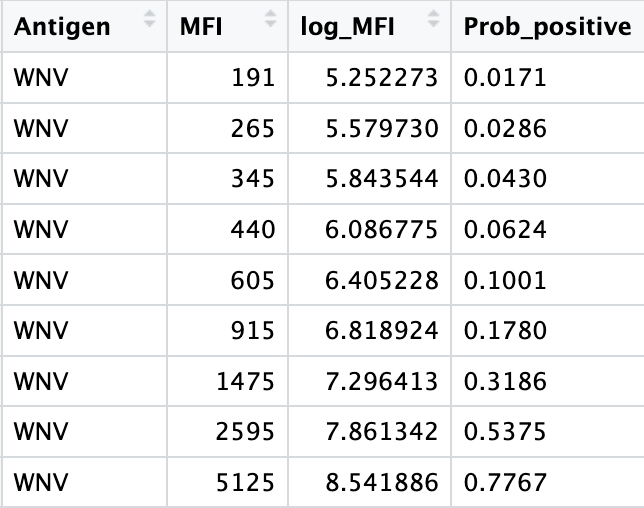 Antigen MFI log_MFI Prob_positive
WNV 191 5.252273 0.0171
WNV 265 5.579730 0.0286
WNV 345 5.843544 0.0430
WNV 440 6.086775 0.0624
WNV 605 6.405228 0.1001
WNV 915 6.818924 0.1780
WNV 1475 7.296413 0.3186
WNV 2595 7.861342 0.5375
WNV 5125 8.541886 0.7767